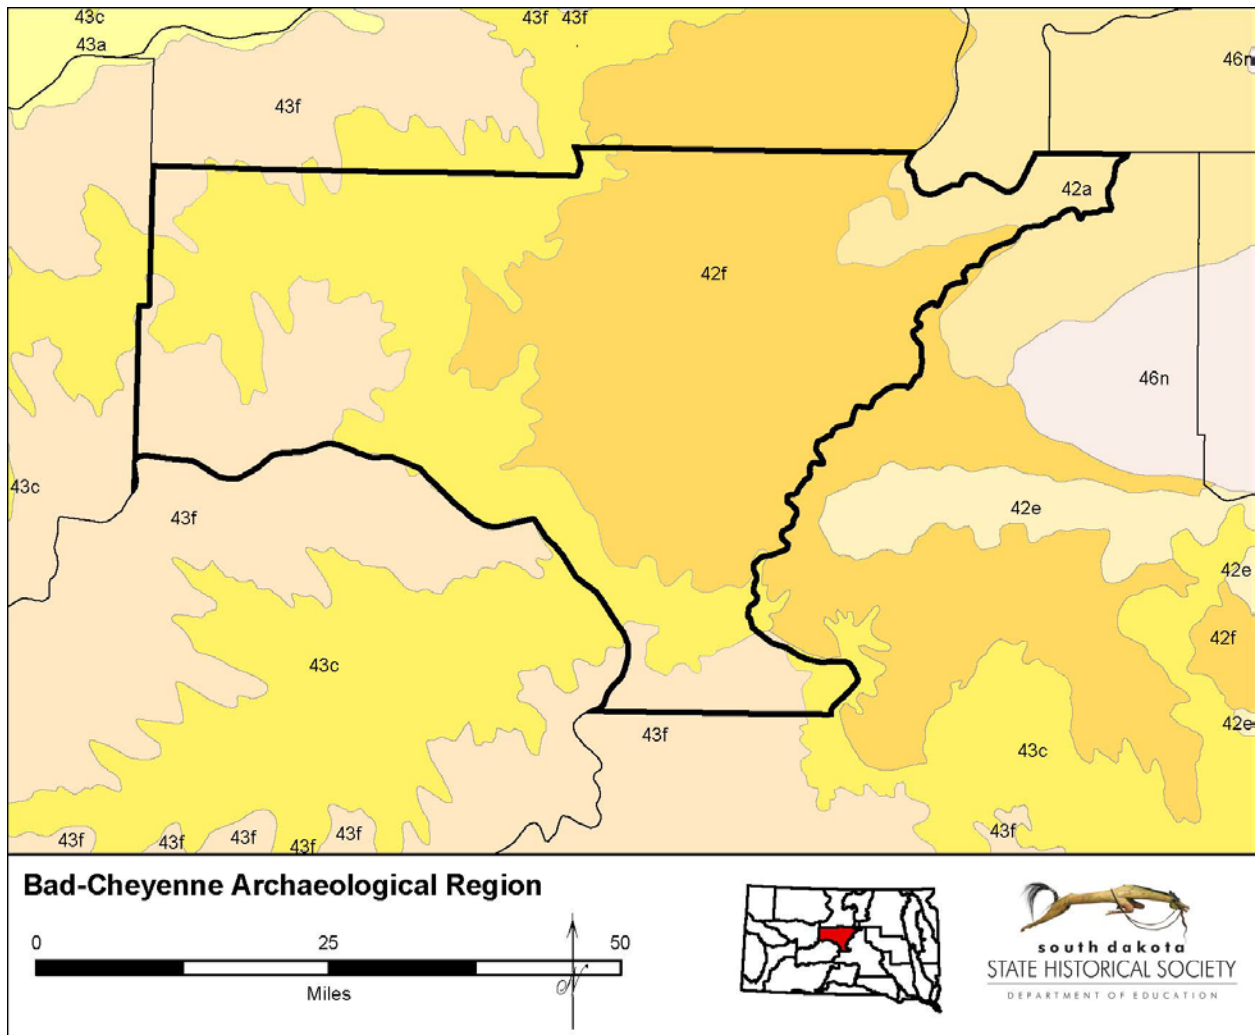 43c
43f
43f
43a
46n
43f
42a
42f
46n
43c
42e
43f
42e
42f
43c
42e
43f
43c
43f
43f
43f
43f
43f
43f
Bad-Cheyenne Archaeological Region
0
25
50
Miles
N
south dakota
STATE HISTORICAL SOCIETY
DEPARTMENT OF EDUCATION